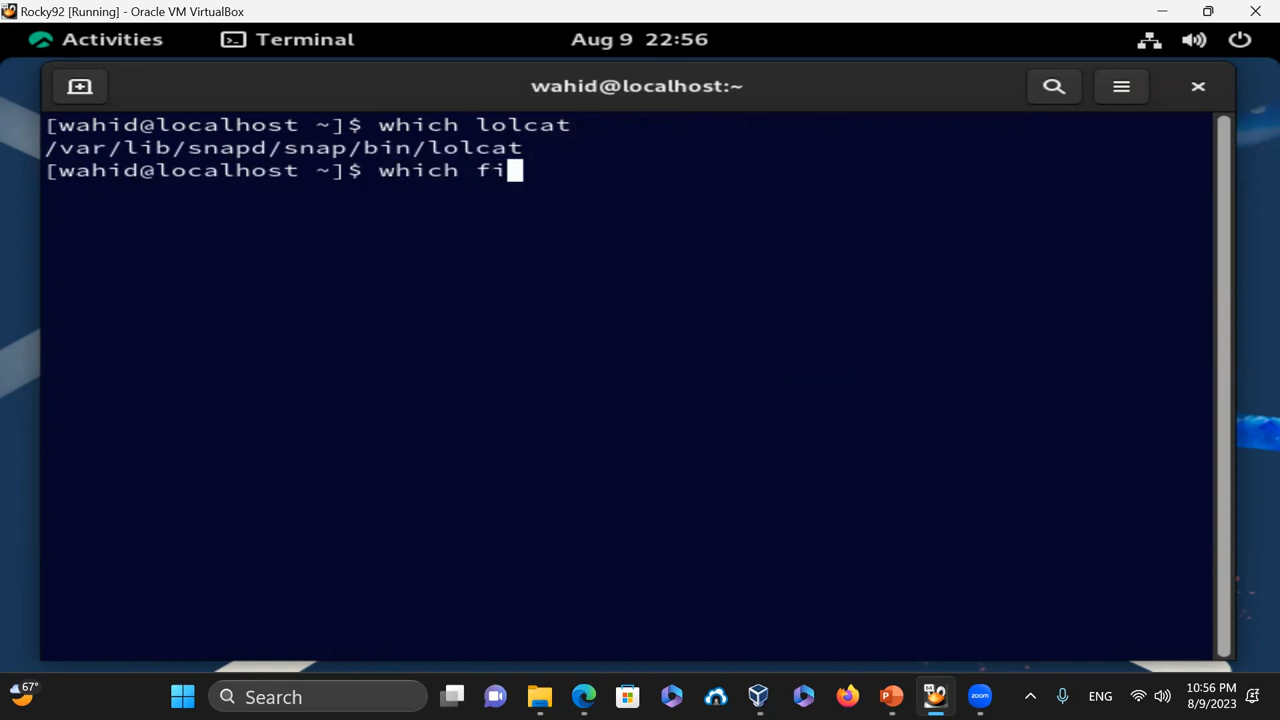 Rocky92 [Running] - Oracle VM VirtualBox
Activities Terminal Aug 9 22:56
wahid@localhost:~
[wahid@localhost ~]$ which lolcat
/var/lib/snapd/snap/bin/lolcat
[wahid@localhost ~]$ which fi
67°
Search
zoom
ENG
10:56 PM
8/9/2023